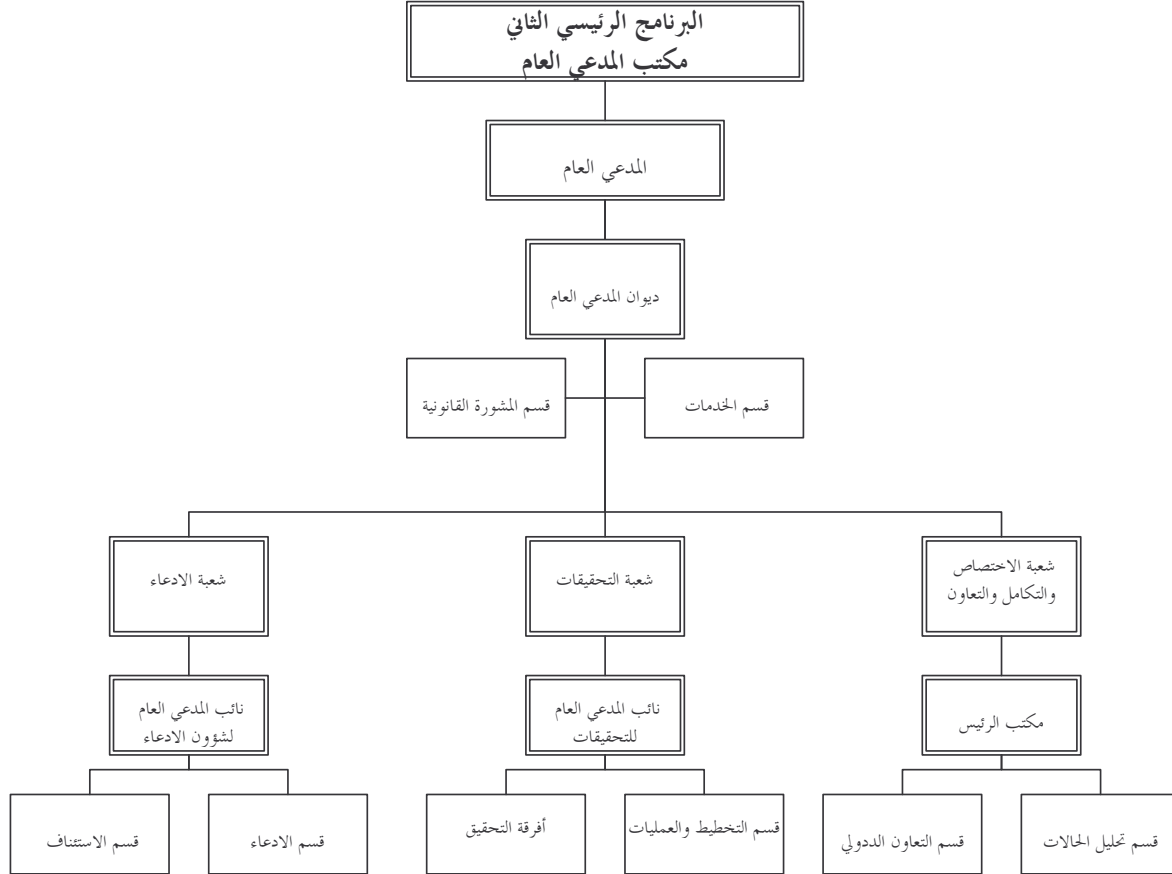 البرنامج الرئيسي الثاني
مكتب المدعي العام
المدعي العام
ديوان المدعي العام
قسم الخدمات
قسم المشورة القانونية
شعبة الاختصاص
والتكامل والتعاون
شعبة التحقيقات
شعبة الادعاء
مكتب الرئيس
نائب المدعي العام
للتحقيقات
نائب المدعي العام
لشؤون الادعاء
قسم تحليل الحالات
قسم التعاون الددولي
قسم التخطيط والعمليات
أفرقة التحقيق
قسم الادعاء
قسم الاستئناف